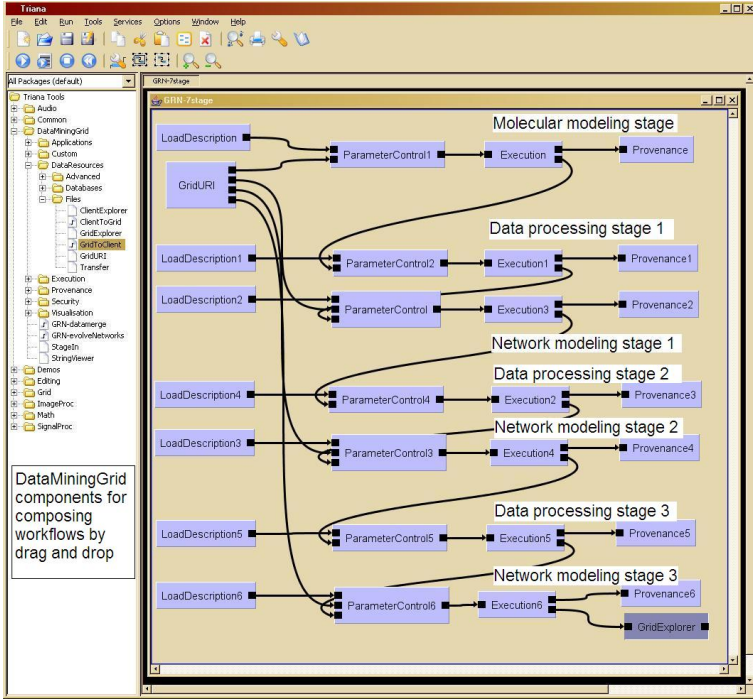 Triana
File Edit Run Tools Services Options Window Help
All Packages (default)
Triana Tools
Audio
Common
DataMiningGrid
Applications
Custom
DataResources
Advanced
Databases
Files
ClientExplorer
ClientToGrid
GridExplorer
GridToClient
GridURI
Transfer
Execution
Provenance
Security
Visualisation
GRN-datamerge
GRN-evolveNetworks
StageIn
StringViewer
Demos
Editing
Grid
ImageProc
Math
SignalProc
DataMiningGrid
components for
composing
workflows by
drag and drop
GRN-7stage
GRN-7stage
Molecular modeling stage
LoadDescription
ParameterControl1
Execution
Provenance
GridURI
Data processing stage 1
LoadDescription1
ParameterControl2
Execution1
Provenance1
LoadDescription2
ParameterControl
Execution3
Provenance2
Network modeling stage 1
Data processing stage 2
LoadDescription4
ParameterControl4
Execution2
Provenance3
Network modeling stage 2
LoadDescription3
ParameterControl3
Execution4
Provenance4
Data processing stage 3
LoadDescription5
ParameterControl5
Execution5
Provenance5
Network modeling stage 3
LoadDescription6
ParameterControl6
Execution6
Provenance6
GridExplorer